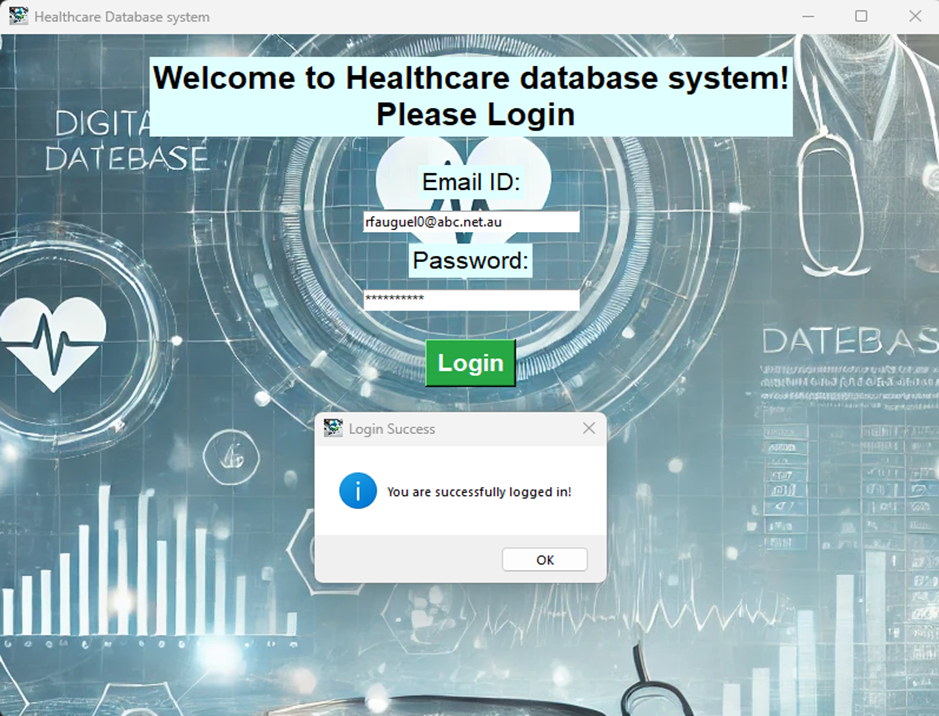 Healthcare Database system
Welcome to Healthcare database system!
Please Login
DIGITA
DATEBASE
Email ID:
rfauguel0@abc.net.au
Password:
**********
Login
DATEBAS
Login Success
You are successfully logged in!
OK